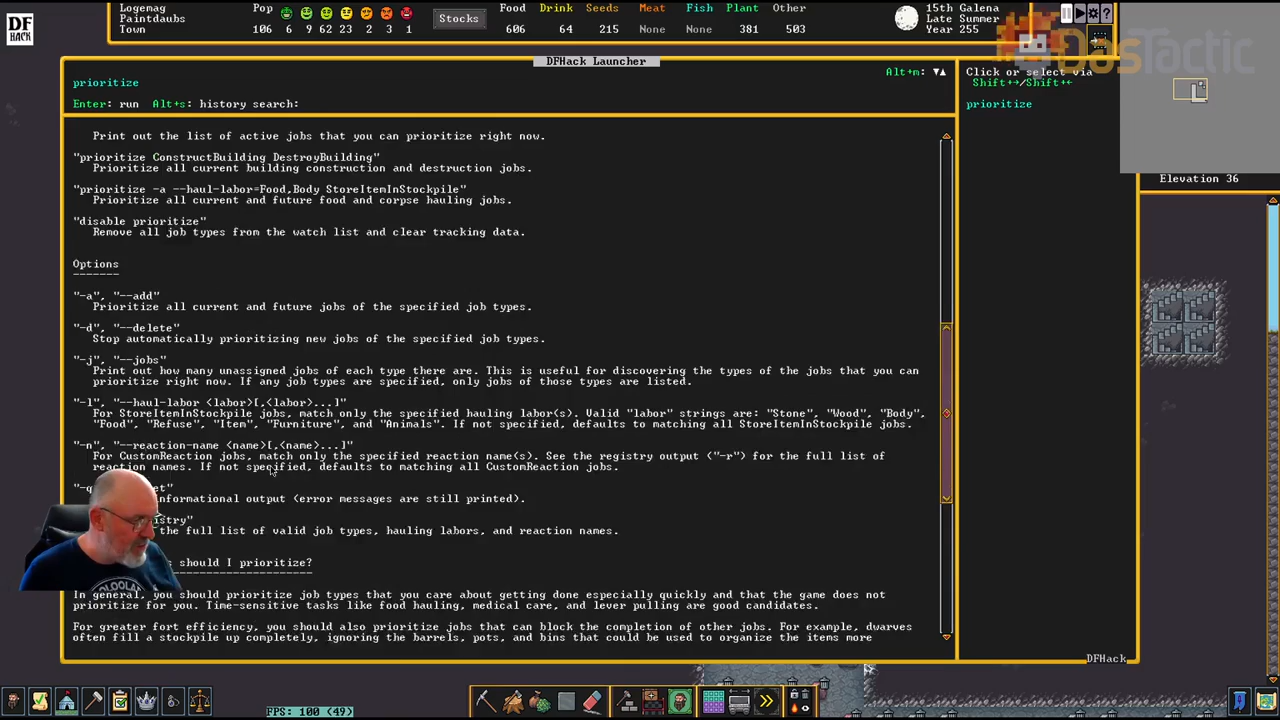 DF
HACK
Logemag
Paintdaubs
Town
Pop
106 6 9 62 23 2 3 1
Stocks
Food Drink Seeds Meat Fish Plant Other
606 64 215 None None 381 503
15th Galena
Late Summer
Year 255
DasTactic
DFHack Launcher
prioritize
Alt+m:
Enter: run Alt+s: history search:
Click or select via
Shift+→/Shift+←
prioritize
Elevation 36
Print out the list of active jobs that you can prioritize right now.
"prioritize ConstructBuilding DestroyBuilding"
Prioritize all current building construction and destruction jobs.
"prioritize -a --haul-labor=Food,Body StoreItemInStockpile"
Prioritize all current and future food and corpse hauling jobs.
"disable prioritize"
Remove all job types from the watch list and clear tracking data.
Options
-------
"-a", "--add"
Prioritize all current and future jobs of the specified job types.
"-d", "--delete"
Stop automatically prioritizing new jobs of the specified job types.
"-j", "--jobs"
Print out how many unassigned jobs of each type there are. This is useful for discovering the types of the jobs that you can
prioritize right now. If any job types are specified, only jobs of those types are listed.
"-l", "--haul-labor <labor>[,<labor>...]"
For StoreItemInStockpile jobs, match only the specified hauling labor(s). Valid "labor" strings are: "Stone", "Wood", "Body",
"Food", "Refuse", "Item", "Furniture", and "Animals". If not specified, defaults to matching all StoreItemInStockpile jobs.
"-n", "--reaction-name <name>[,<name>...]"
For CustomReaction jobs, match only the specified reaction name(s). See the registry output ("-r") for the full list of
reaction names. If not specified, defaults to matching all CustomReaction jobs.
informational output (error messages are still printed).
the full list of valid job types, hauling labors, and reaction names.
should I prioritize?
In general, you should prioritize job types that you care about getting done especially quickly and that the game does not
prioritize for you. Time-sensitive tasks like food hauling, medical care, and lever pulling are good candidates.
For greater fort efficiency, you should also prioritize jobs that can block the completion of other jobs. For example, dwarves
often fill a stockpile up completely, ignoring the barrels, pots, and bins that could be used to organize the items more
DFHack
FPS: 100 (49)